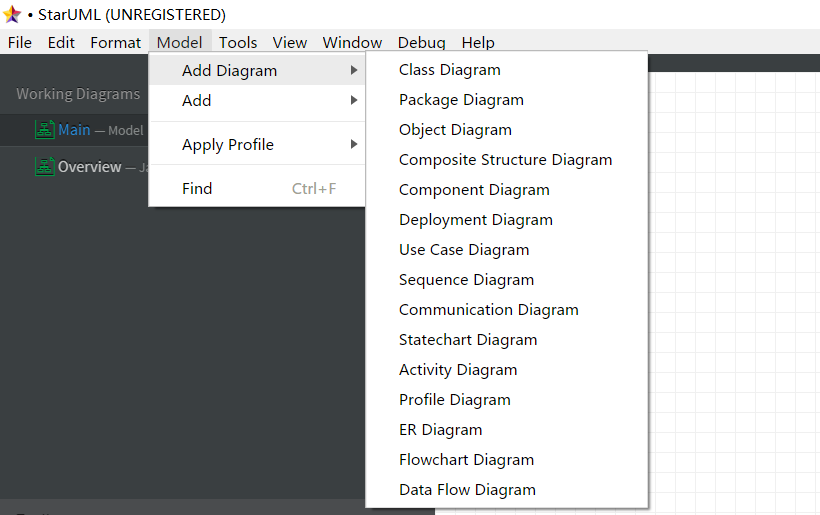 • StarUML (UNREGISTERED)
File Edit Format Model Tools View Window Debug Help
Working Diagrams
Main — Model
Overview —
Add Diagram
Add
Apply Profile
Find Ctrl+F
Class Diagram
Package Diagram
Object Diagram
Composite Structure Diagram
Component Diagram
Deployment Diagram
Use Case Diagram
Sequence Diagram
Communication Diagram
Statechart Diagram
Activity Diagram
Profile Diagram
ER Diagram
Flowchart Diagram
Data Flow Diagram